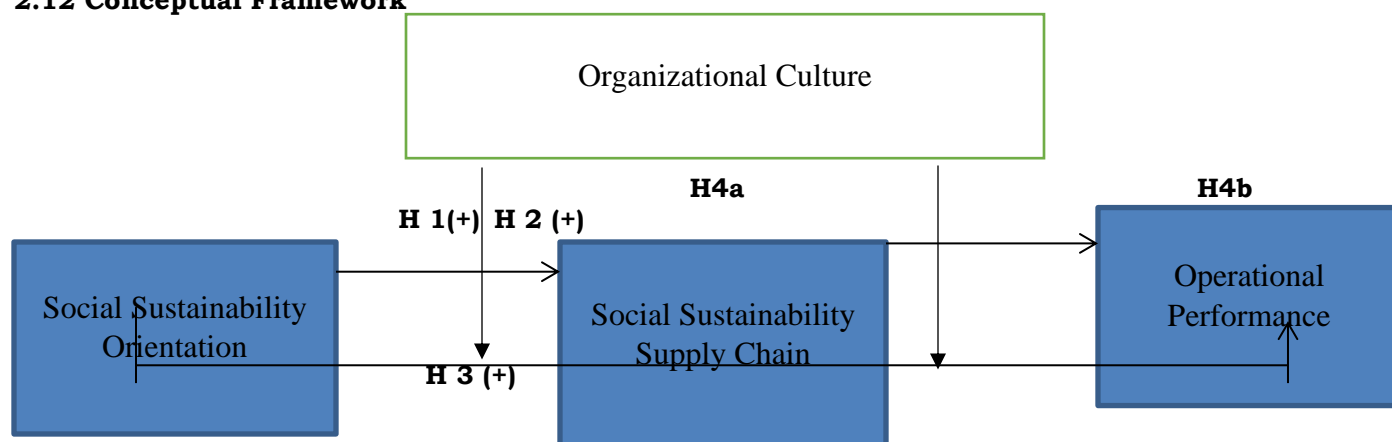 2.12 Conceptual Framework
Organizational Culture
H4a
H4b
H 1(+) H 2 (+)
Social Sustainability
Orientation
Social Sustainability
Supply Chain
Operational
Performance
H 3 (+)